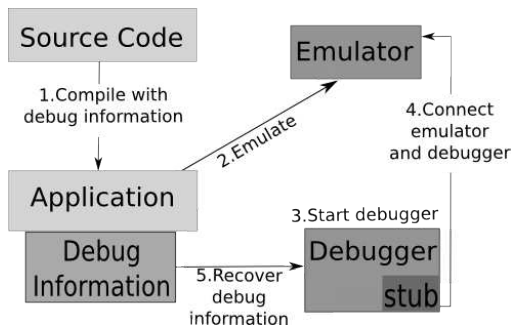 Source Code
Emulator
1.Compile with
debug information
2.Emulate
4.Connect
emulator
and debugger
Application
3.Start debugger
Debug
Information
Debugger
stub
5.Recover
debug
information